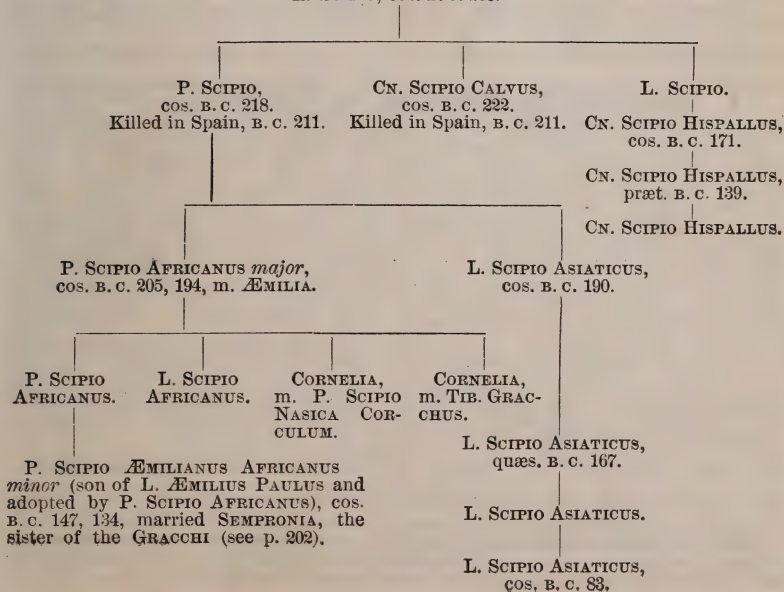 P. SCIPIO,
cos. B. C. 218.
Killed in Spain, B. C. 211.
CN. SCIPIO CALVUS,
cos. B. C. 222.
Killed in Spain, B. C. 211.
L. SCIPIO.
CN. SCIPIO HISPALLUS,
cos. B. C. 171.
CN. SCIPIO HISPALLUS,
præt. B. C. 139.
CN. SCIPIO HISPALLUS.
P. SCIPIO AFRICANUS major,
cos. B. C. 205, 194, m. ÆMILIA.
L. SCIPIO ASIATICUS,
cos. B. C. 190.
P. SCIPIO
AFRICANUS.
L. SCIPIO
AFRICANUS.
CORNELIA,
m. P. SCIPIO
NASICA COR-
CULUM.
CORNELIA,
m. TIB. GRAC-
CHUS.
P. SCIPIO ÆMILIANUS AFRICANUS
minor (son of L. ÆMILIUS PAULUS and
adopted by P. SCIPIO AFRICANUS), cos.
B. C. 147, 134, married SEMPRONIA, the
sister of the GRACCHI (see p. 202).
L. SCIPIO ASIATICUS,
quæs. B. C. 167.
L. SCIPIO ASIATICUS.
L. SCIPIO ASIATICUS,
cos. B. C. 83.